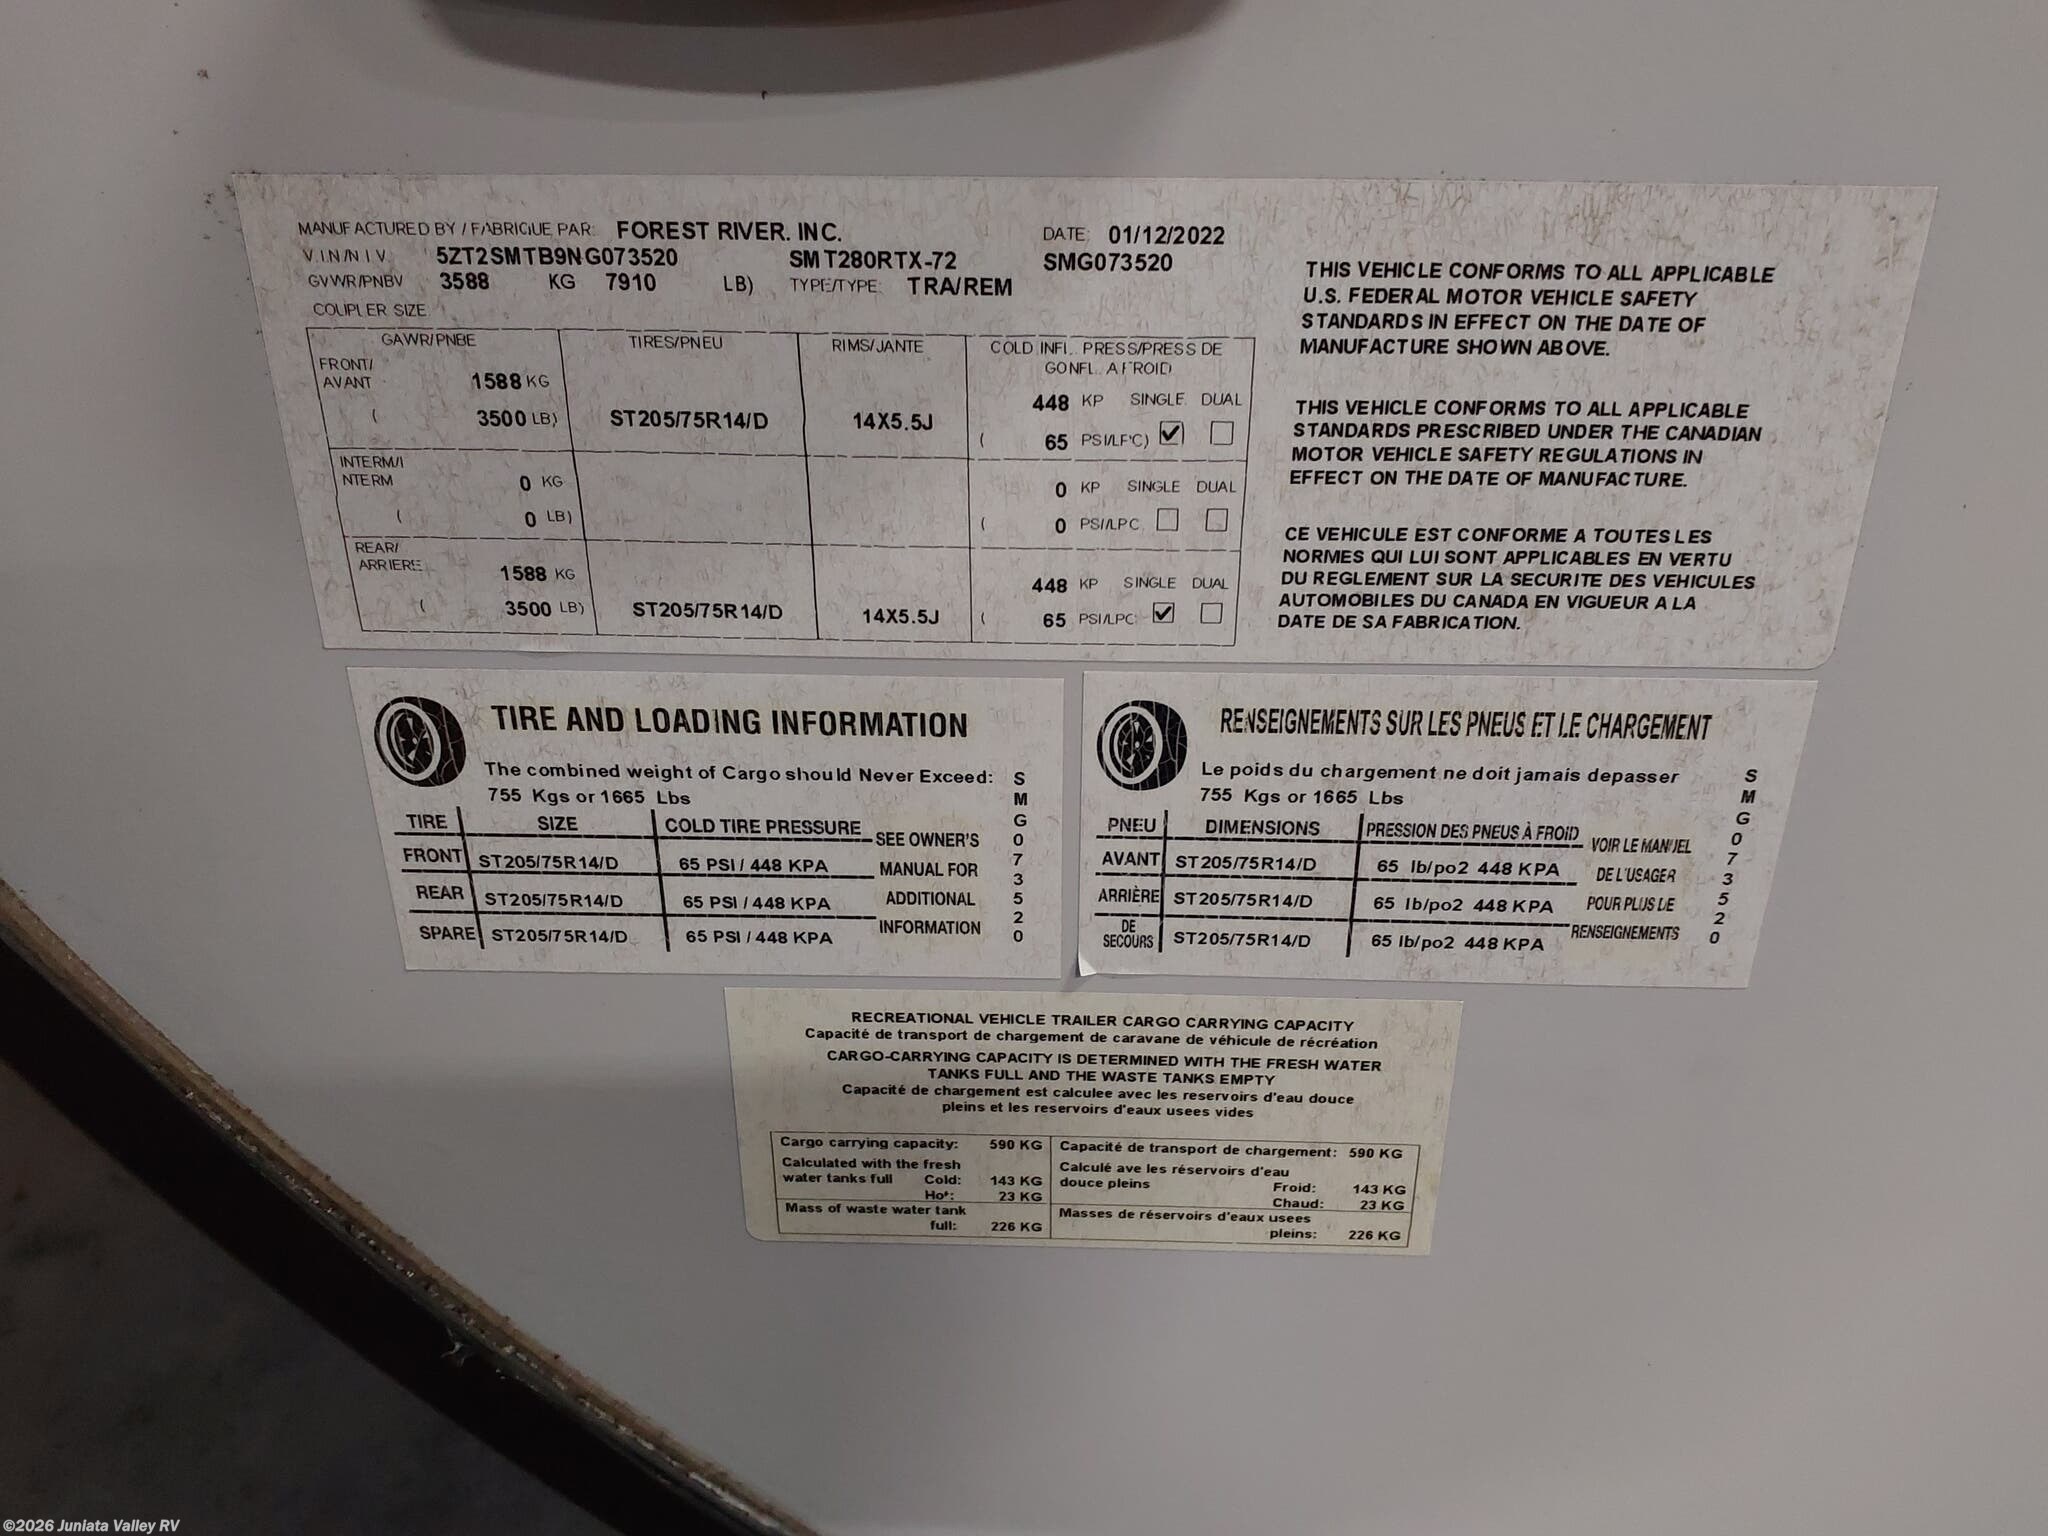 MANUFACTURED BY / FABRIQUE PAR: FOREST RIVER. INC. DATE: 01/12/2022
V.I.N/N I V 5ZT2SMTB9NG073520 SMT280RTX-72 SMG073520
GVWR/PNBV 3588 KG 7910 LB) TYPE/TYPE: TRA/REM
COUPLER SIZE:
GAWR/PNBE TIRES/PNEU RIMS/JANTE COLD INFL. PRESS/PRESS DE
GONFL. A FROID
FRONT/
AVANT 1588 KG 448 KP SINGLE DUAL
( 3500 LB) ST205/75R14/D 14X5.5J ( 65 PSI/LPC) ☑ ☐
INTERM/I
NTERM 0 KG 0 KP SINGLE DUAL
( 0 LB) ( 0 PSI/LPC ☐ ☐
REAR/
ARRIERE 1588 KG 448 KP SINGLE DUAL
( 3500 LB) ST205/75R14/D 14X5.5J ( 65 PSI/LPC ☑ ☐
THIS VEHICLE CONFORMS TO ALL APPLICABLE
U.S. FEDERAL MOTOR VEHICLE SAFETY
STANDARDS IN EFFECT ON THE DATE OF
MANUFACTURE SHOWN ABOVE.
THIS VEHICLE CONFORMS TO ALL APPLICABLE
STANDARDS PRESCRIBED UNDER THE CANADIAN
MOTOR VEHICLE SAFETY REGULATIONS IN
EFFECT ON THE DATE OF MANUFACTURE.
CE VEHICULE EST CONFORME A TOUTES LES
NORMES QUI LUI SONT APPLICABLES EN VERTU
DU REGLEMENT SUR LA SECURITE DES VEHICULES
AUTOMOBILES DU CANADA EN VIGUEUR A LA
DATE DE SA FABRICATION.
TIRE AND LOADING INFORMATION
The combined weight of Cargo should Never Exceed:
755 Kgs or 1665 Lbs
TIRE SIZE COLD TIRE PRESSURE
FRONT ST205/75R14/D 65 PSI / 448 KPA
REAR ST205/75R14/D 65 PSI / 448 KPA
SPARE ST205/75R14/D 65 PSI / 448 KPA
SEE OWNER'S
MANUAL FOR
ADDITIONAL
INFORMATION
SMG073520
RENSEIGNEMENTS SUR LES PNEUS ET LE CHARGEMENT
Le poids du chargement ne doit jamais depasser
755 Kgs or 1665 Lbs
PNEU DIMENSIONS PRESSION DES PNEUS À FROID
AVANT ST205/75R14/D 65 lb/po2 448 KPA
ARRIÈRE ST205/75R14/D 65 lb/po2 448 KPA
DE
SECOURS ST205/75R14/D 65 lb/po2 448 KPA
VOIR LE MANUEL
DE L'USAGER
POUR PLUS DE
RENSEIGNEMENTS
SMG073520
RECREATIONAL VEHICLE TRAILER CARGO CARRYING CAPACITY
Capacité de transport de chargement de caravane de véhicule de récréation
CARGO-CARRYING CAPACITY IS DETERMINED WITH THE FRESH WATER
TANKS FULL AND THE WASTE TANKS EMPTY
Capacité de chargement est calculee avec les reservoirs d'eau douce
pleins et les reservoirs d'eaux usees vides
Cargo carrying capacity: 590 KG
Calculated with the fresh
water tanks full Cold: 143 KG
Hot: 23 KG
Mass of waste water tank
full: 226 KG
Capacité de transport de chargement: 590 KG
Calculé ave les réservoirs d'eau
douce pleins Froid: 143 KG
Chaud: 23 KG
Masses de réservoirs d'eaux usees
pleins: 226 KG
©2026 Juniata Valley RV